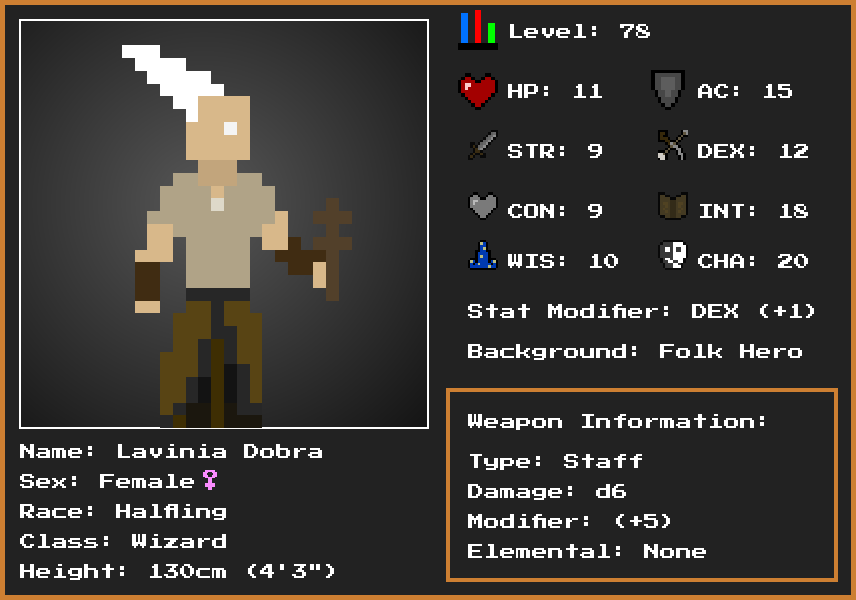 Level: 78
HP: 11
AC: 15
STR: 9
DEX: 12
CON: 9
INT: 18
WIS: 10
CHA: 20
Stat Modifier: DEX (+1)
Background: Folk Hero
Weapon Information:
Type: Staff
Damage: d6
Modifier: (+5)
Elemental: None
Name: Lavinia Dobra
Sex: Female♀
Race: Halfling
Class: Wizard
Height: 130cm (4'3")